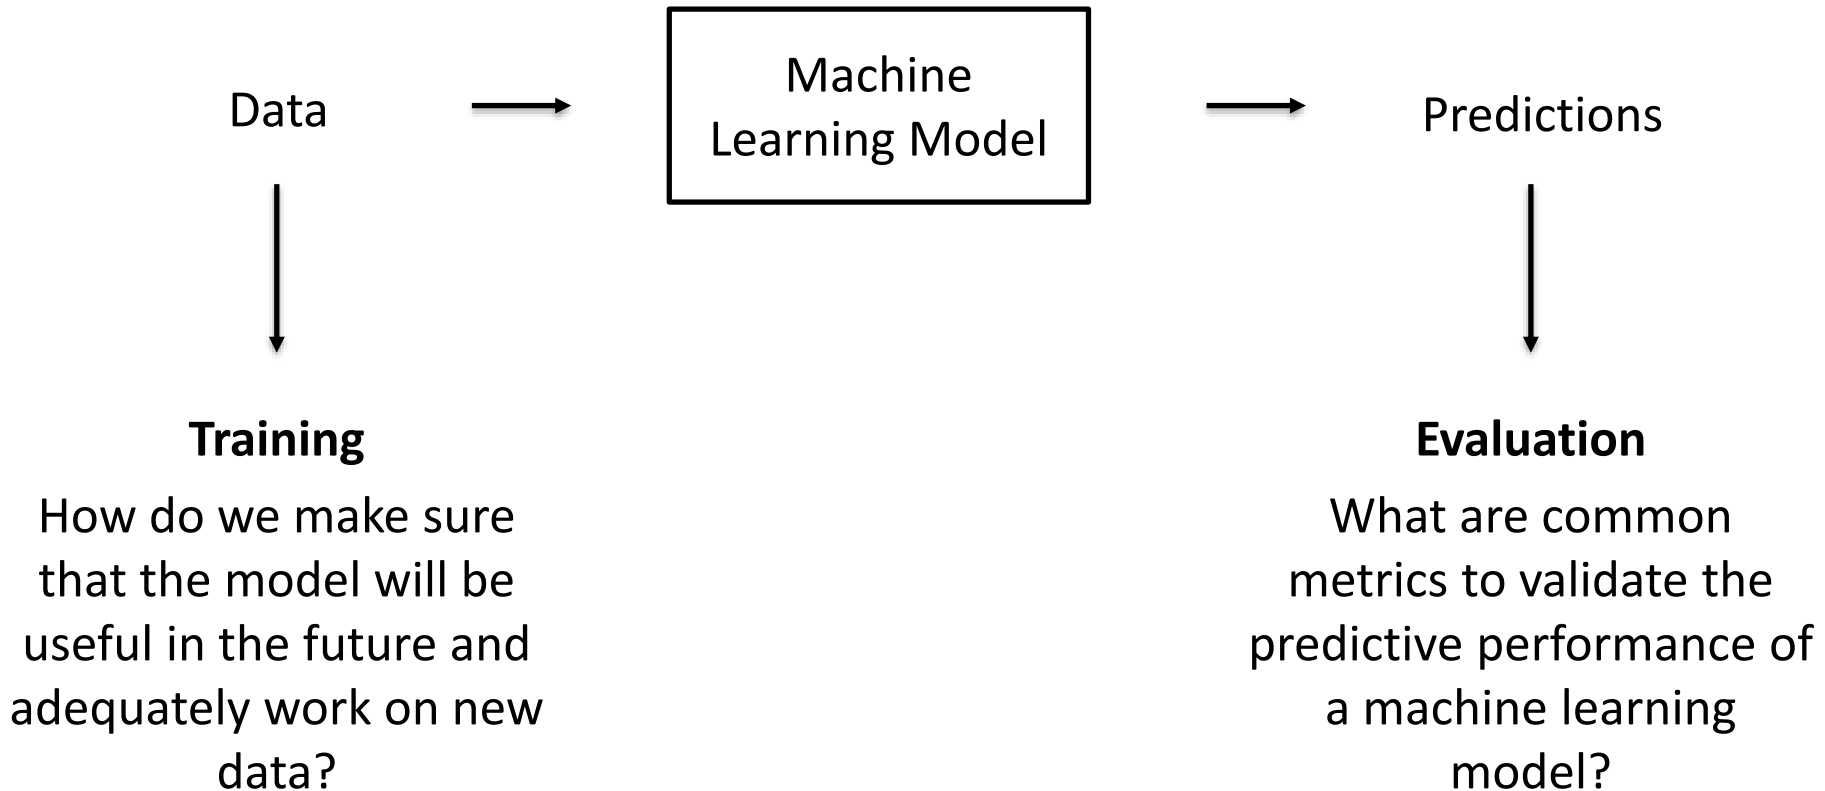 Data
Machine
Learning Model
Predictions
Training
How do we make sure
that the model will be
useful in the future and
adequately work on new
data?
Evaluation
What are common
metrics to validate the
predictive performance of
a machine learning
model?